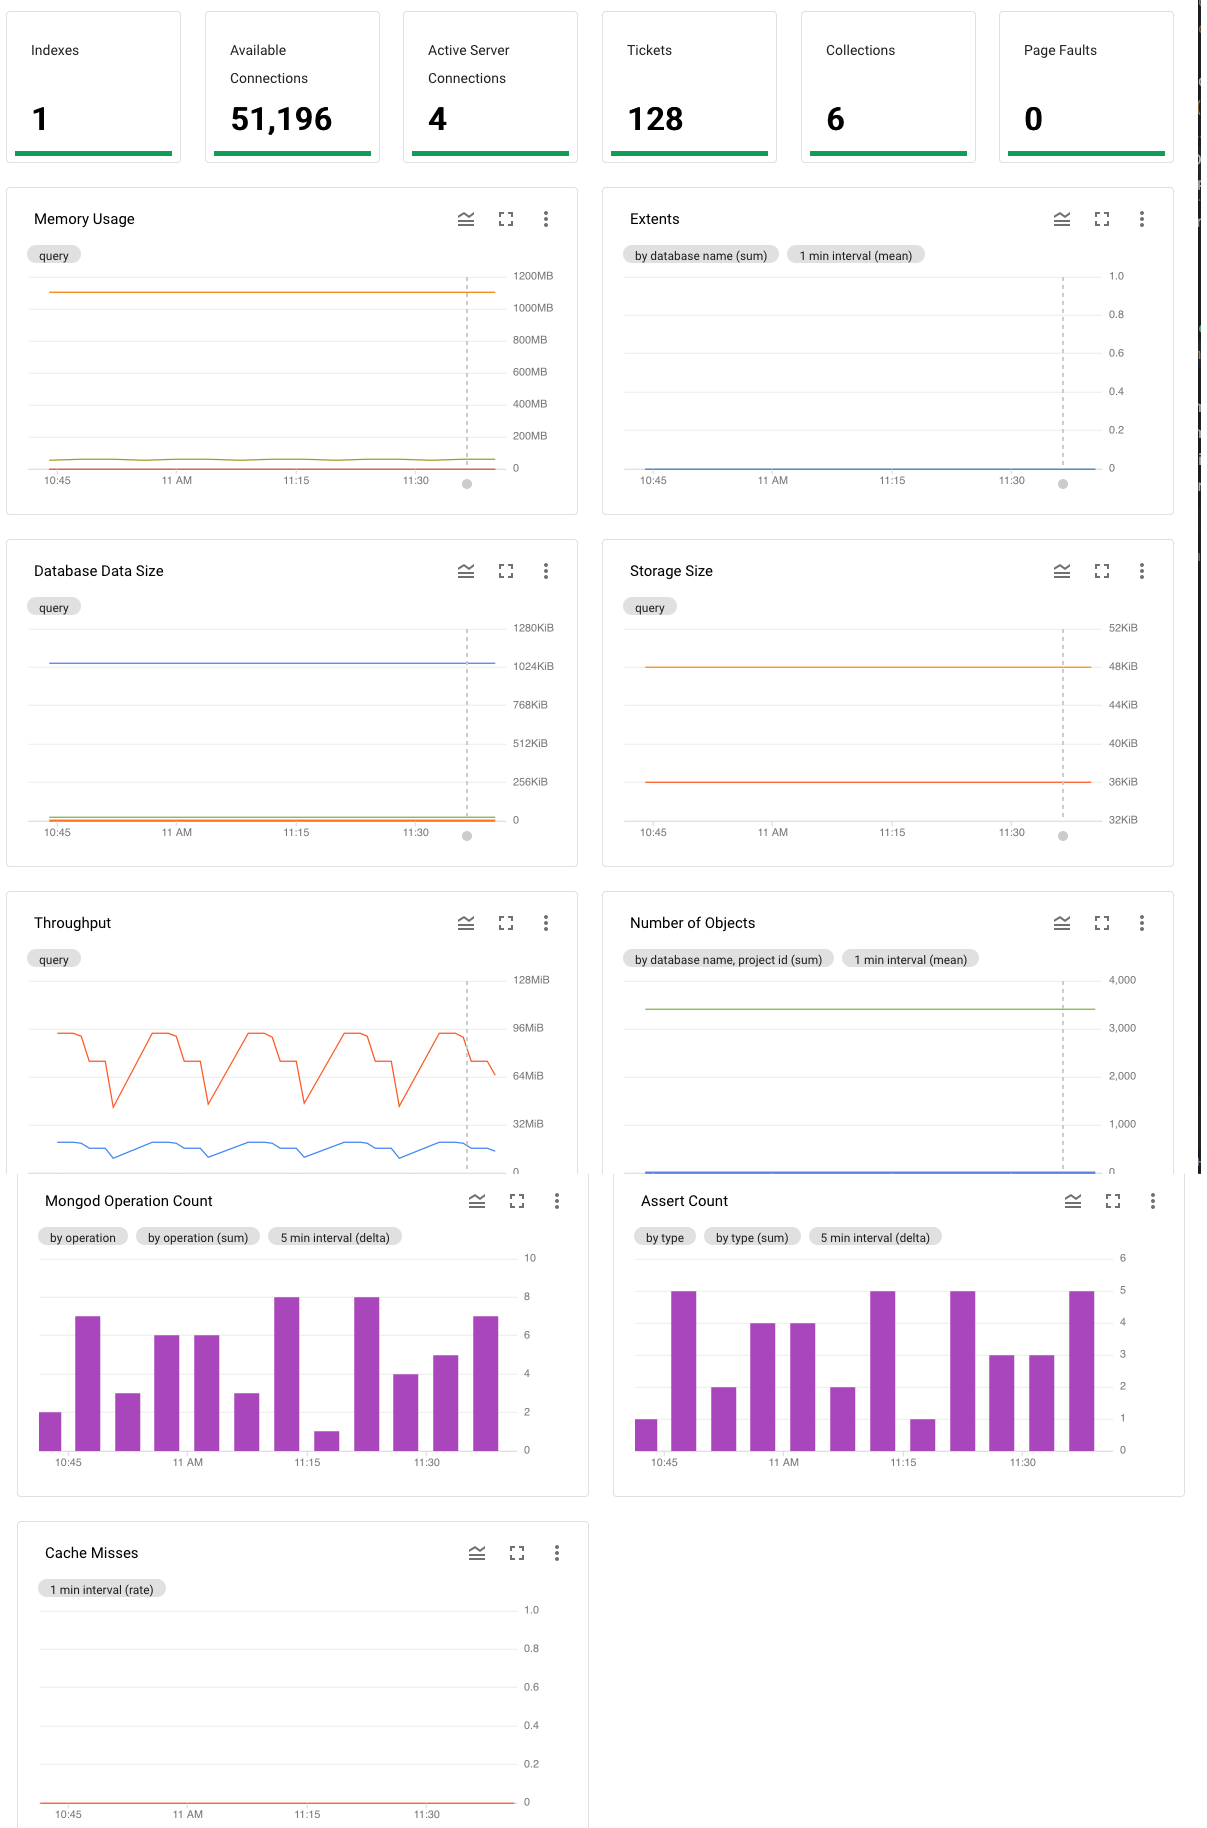 Indexes
1
Available
Connections
51,196
Active Server
Connections
4
Tickets
128
Collections
6
Page Faults
0
Memory Usage
query
1200MB
1000MB
800MB
600MB
400MB
200MB
0
10:45 11 AM 11:15 11:30
Extents
by database name (sum) 1 min interval (mean)
1.0
0.8
0.6
0.4
0.2
0
10:45 11 AM 11:15 11:30
Database Data Size
query
1280KiB
1024KiB
768KiB
512KiB
256KiB
0
10:45 11 AM 11:15 11:30
Storage Size
query
52KiB
48KiB
44KiB
40KiB
36KiB
32KiB
10:45 11 AM 11:15 11:30
Throughput
query
128MiB
96MiB
64MiB
32MiB
0
Number of Objects
by database name, project id (sum) 1 min interval (mean)
4,000
3,000
2,000
1,000
0
Mongod Operation Count
by operation by operation (sum) 5 min interval (delta)
10
8
6
4
2
0
10:45 11 AM 11:15 11:30
Assert Count
by type by type (sum) 5 min interval (delta)
6
5
4
3
2
1
0
10:45 11 AM 11:15 11:30
Cache Misses
1 min interval (rate)
1.0
0.8
0.6
0.4
0.2
0
10:45 11 AM 11:15 11:30